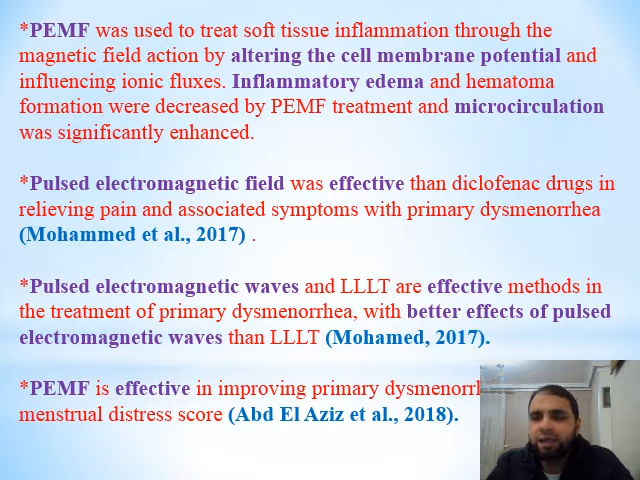 *PEMF was used to treat soft tissue inflammation through the
magnetic field action by altering the cell membrane potential and
influencing ionic fluxes. Inflammatory edema and hematoma
formation were decreased by PEMF treatment and microcirculation
was significantly enhanced.
*Pulsed electromagnetic field was effective than diclofenac drugs in
relieving pain and associated symptoms with primary dysmenorrhea
(Mohammed et al., 2017) .
*Pulsed electromagnetic waves and LLLT are effective methods in
the treatment of primary dysmenorrhea, with better effects of pulsed
electromagnetic waves than LLLT (Mohamed, 2017).
*PEMF is effective in improving primary
menstrual distress score (Abd El Aziz et al., 2018).